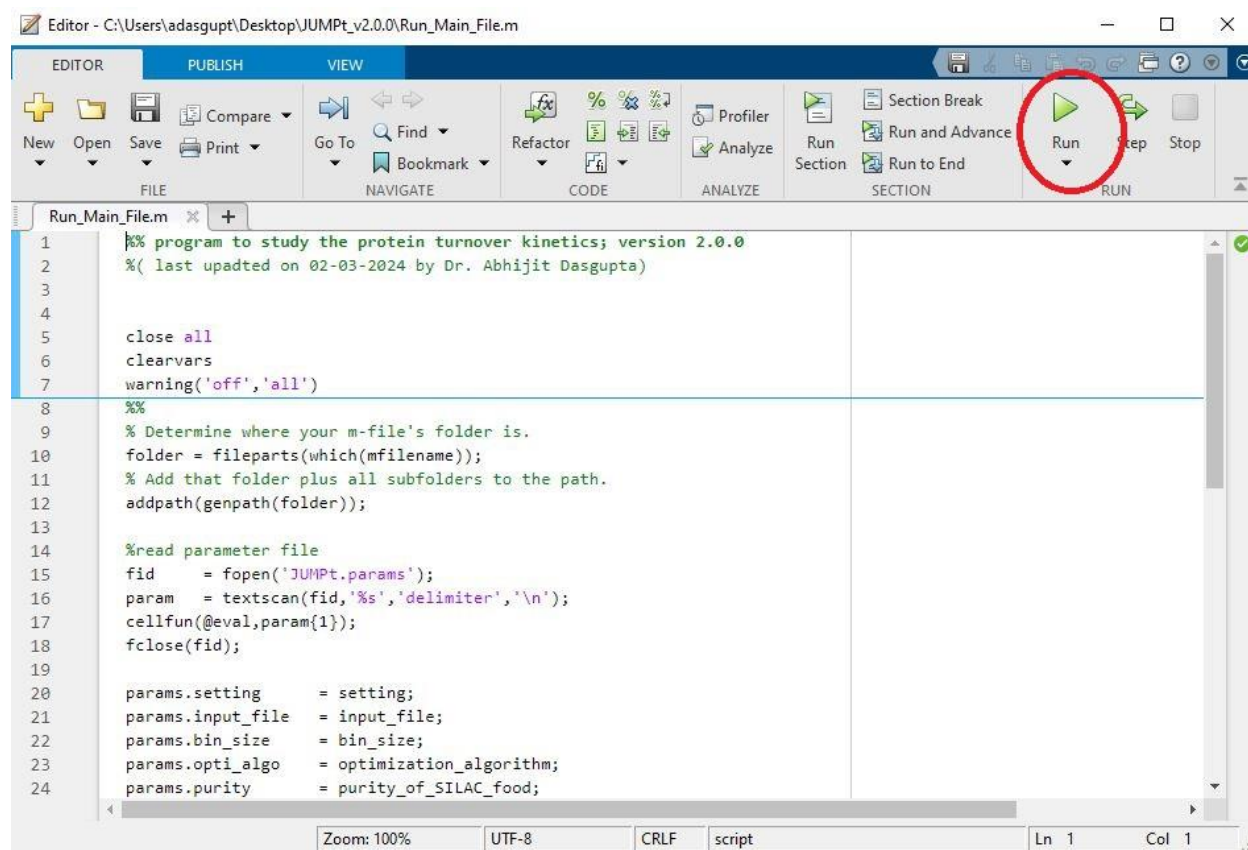 Editor - C:\Users\adasgupt\Desktop\JUMPt_v2.0.0\Run_Main_File.m
EDITOR PUBLISH VIEW
New Open Save Compare Print
FILE
Go To Find Bookmark
NAVIGATE
Refactor
CODE
Profiler Analyze
ANALYZE
Run Section
Section Break
Run and Advance
Run to End
SECTION
Run Step Stop
RUN
Run_Main_File.m
1 %% program to study the protein turnover kinetics; version 2.0.0
2 %( last upadted on 02-03-2024 by Dr. Abhijit Dasgupta)
3
4
5 close all
6 clearvars
7 warning('off','all')
8 %%
9 % Determine where your m-file's folder is.
10 folder = fileparts(which(mfilename));
11 % Add that folder plus all subfolders to the path.
12 addpath(genpath(folder));
13
14 %read parameter file
15 fid = fopen('JUMPt.params');
16 param = textscan(fid,'%s','delimiter','\n');
17 cellfun(@eval,param{1});
18 fclose(fid);
19
20 params.setting = setting;
21 params.input_file = input_file;
22 params.bin_size = bin_size;
23 params.opti_algo = optimization_algorithm;
24 params.purity = purity_of_SILAC_food;
Zoom: 100% UTF-8 CRLF script Ln 1 Col 1